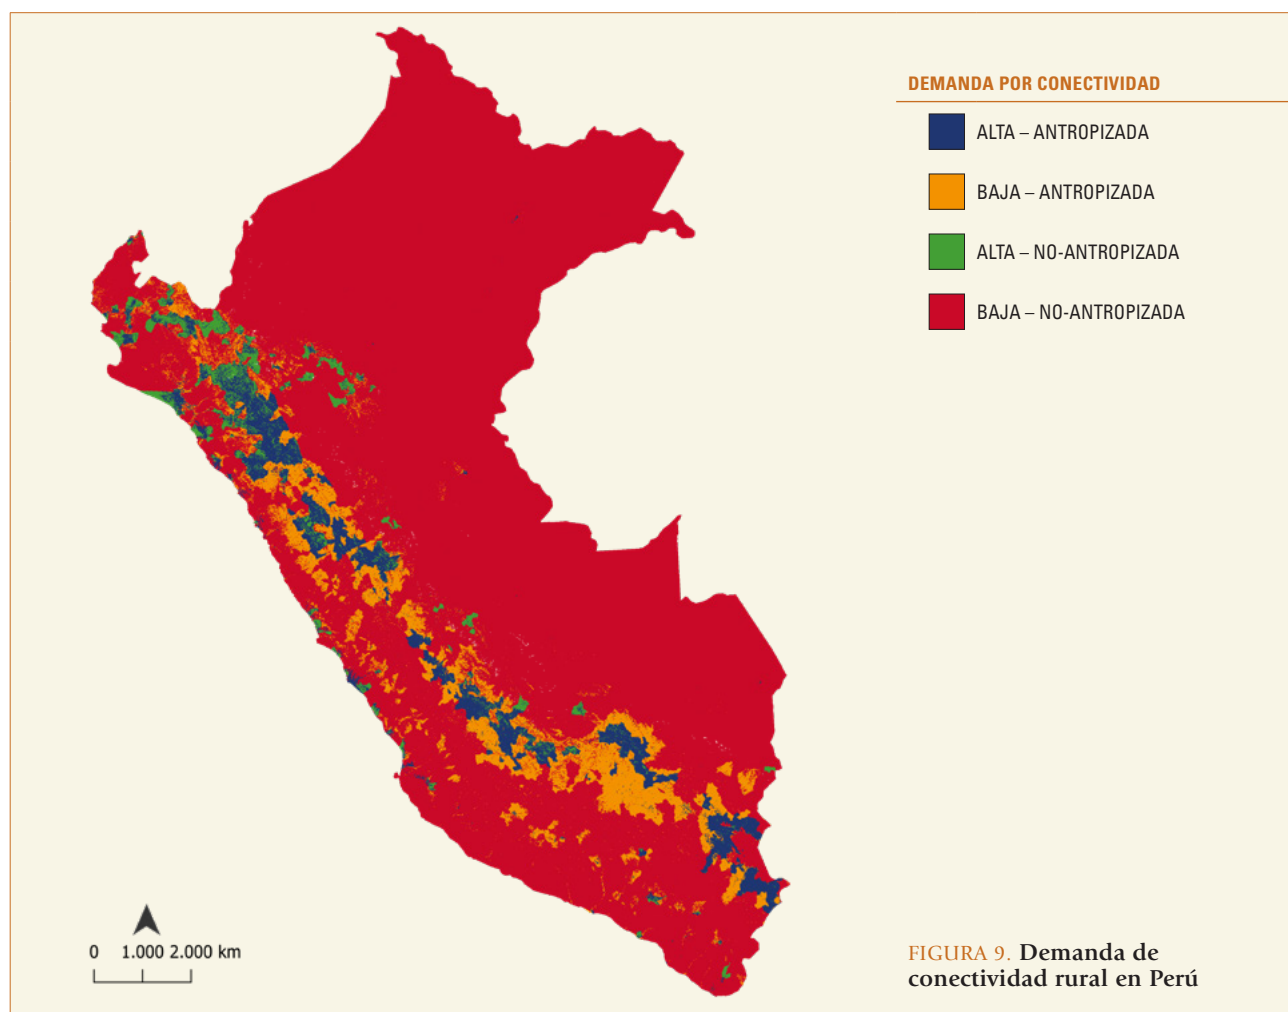 DEMANDA POR CONECTIVIDAD
ALTA – ANTROPIZADA
BAJA – ANTROPIZADA
ALTA – NO-ANTROPIZADA
BAJA – NO-ANTROPIZADA
0 1.000 2.000 km
FIGURA 9. Demanda de
conectividad rural en Perú